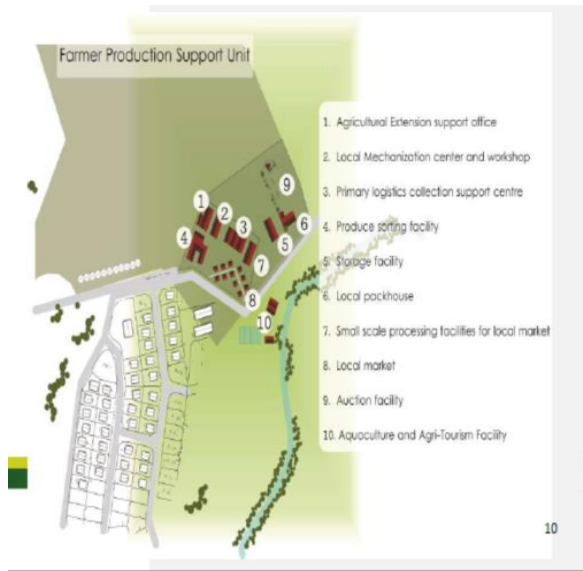 Farmer Production Support Unit
1. Agricultural Extension support office
2. Local Mechanization center and workshop
3. Primary logistics collection support centre
4. Produce sorting facility
5. Storage facility
6. Local packhouse
7. Small scale processing facilities for local market
8. Local market
9. Auction facility
10. Aquaculture and Agri-Tourism Facility
1
2
3
4
5
6
7
8
9
10
10